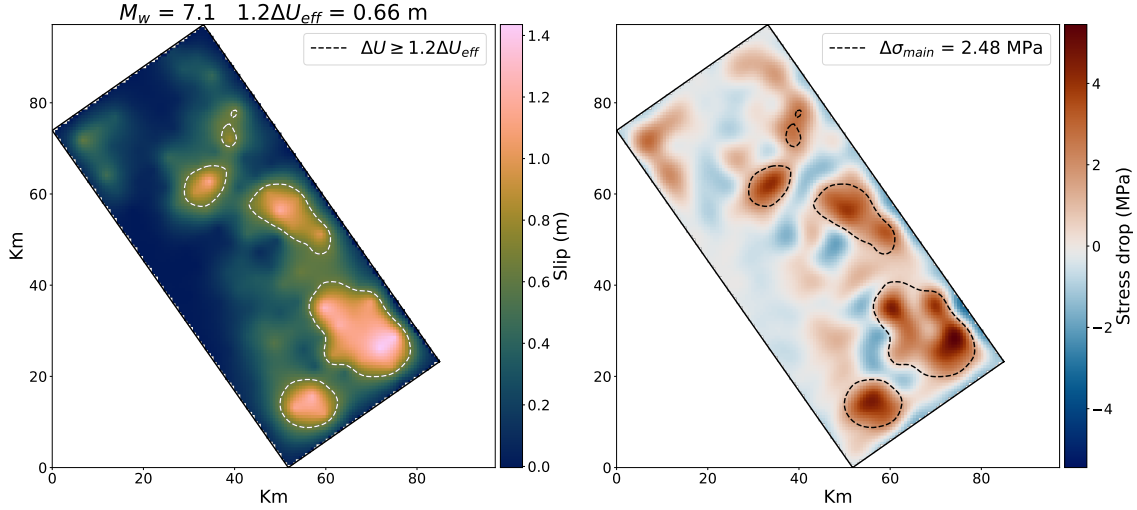 M_w = 7.1 1.2ΔU_eff = 0.66 m
ΔU ≥ 1.2ΔU_eff
Km
80
60
40
20
0
0 20 40 60 80
Km
1.4
1.2
1.0
0.8
0.6
0.4
0.2
0.0
Slip (m)
Δσ_main = 2.48 MPa
80
60
40
20
0
0 20 40 60 80
Km
4
2
0
−2
−4
Stress drop (MPa)